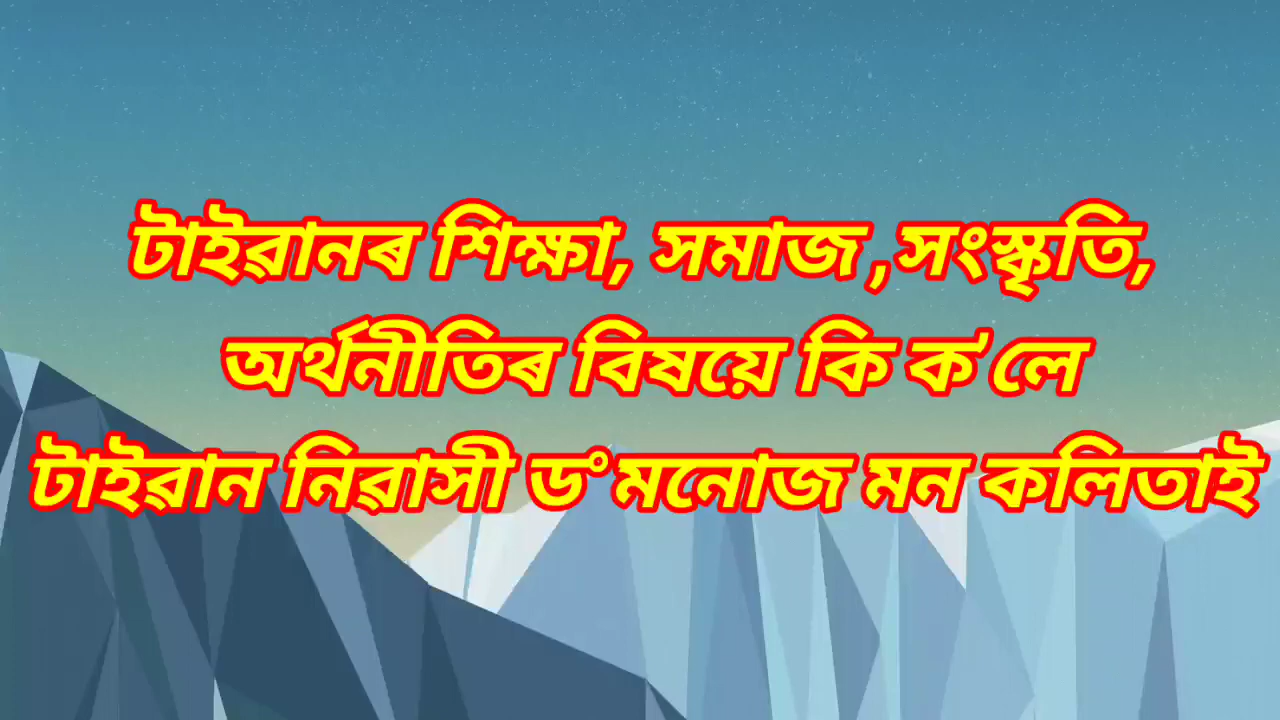 টাইৱানৰ শিক্ষা, সমাজ ,সংস্কৃতি,
অৰ্থনীতিৰ বিষয়ে কি ক'লে
টাইৱান নিৱাসী ড° মনোজ মন কলিতাই